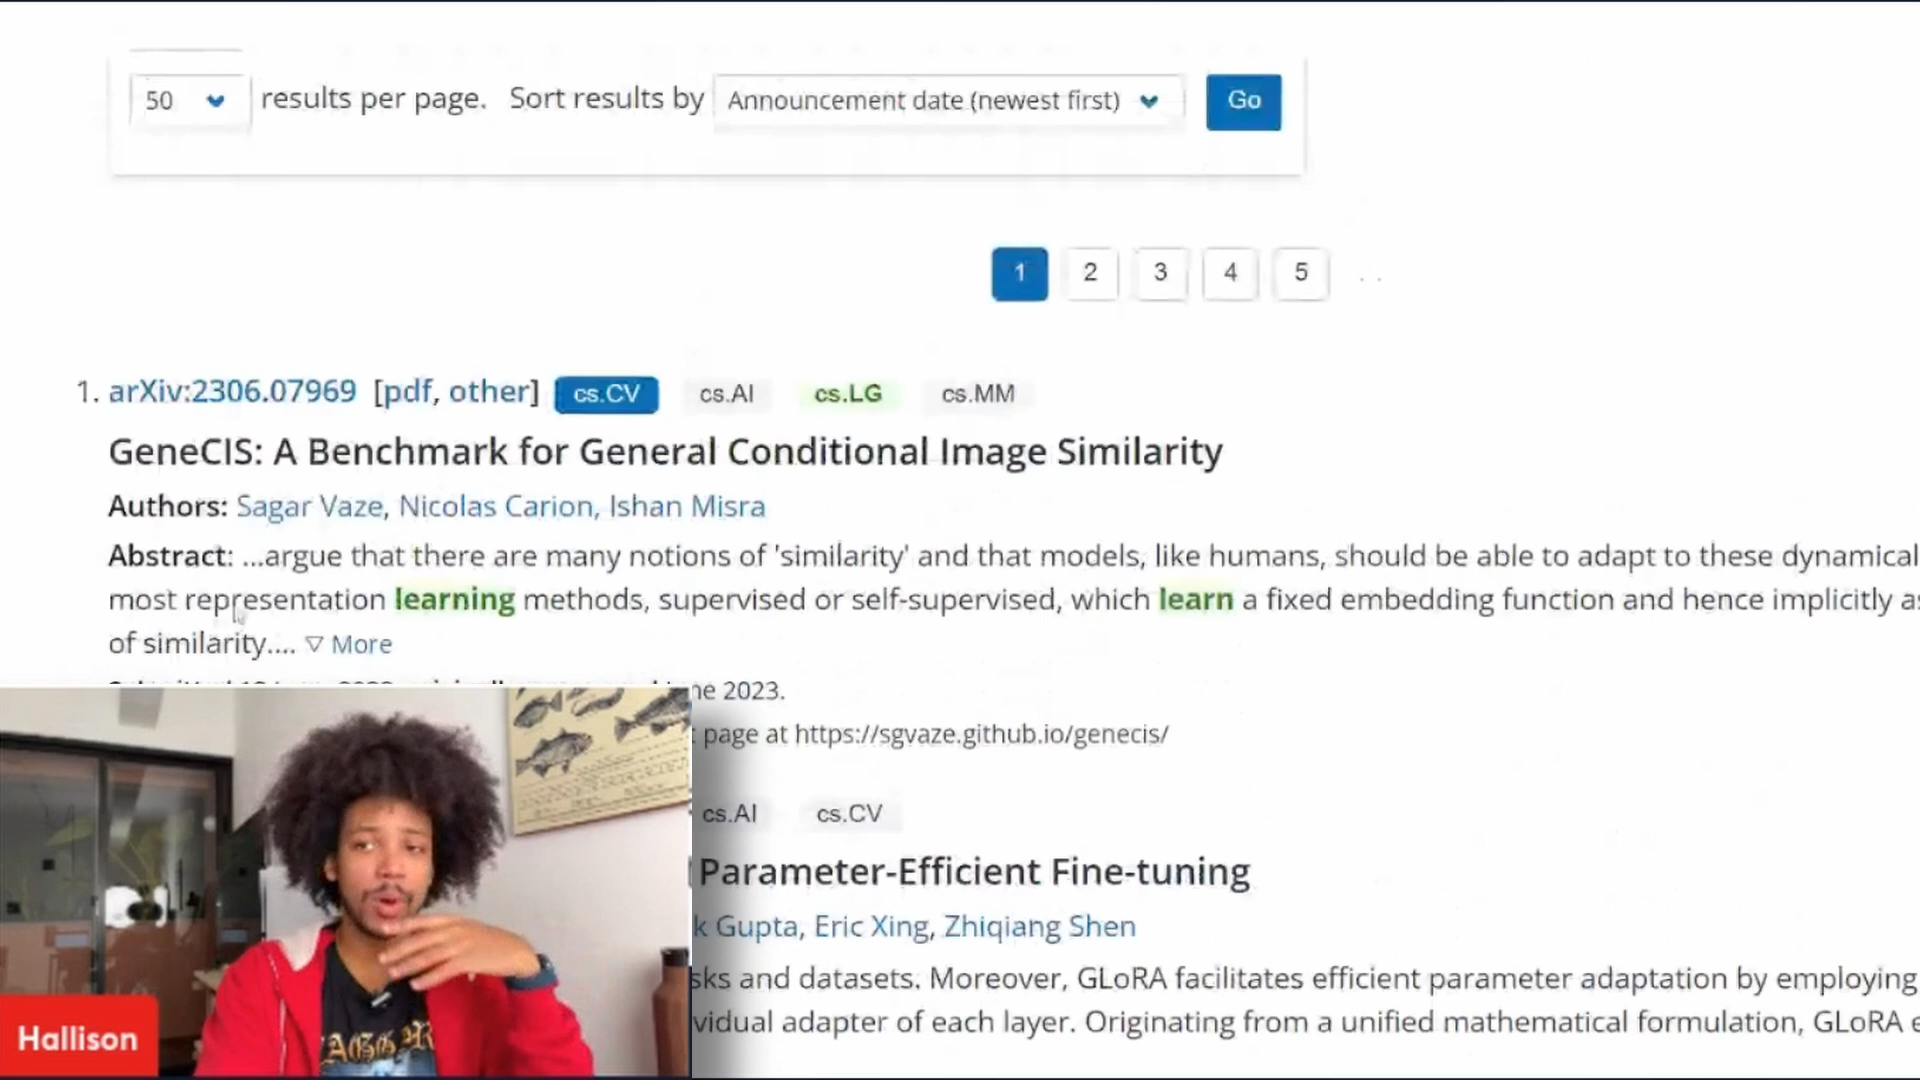 50 results per page. Sort results by Announcement date (newest first) Go
1 2 3 4 5 . .
1. arXiv:2306.07969 [pdf, other] cs.CV cs.AI cs.LG cs.MM
GeneCIS: A Benchmark for General Conditional Image Similarity
Authors: Sagar Vaze, Nicolas Carion, Ishan Misra
Abstract: ...argue that there are many notions of 'similarity' and that models, like humans, should be able to adapt to these dynamical
most representation learning methods, supervised or self-supervised, which learn a fixed embedding function and hence implicitly as
of similarity.... ▽ More
2023.
page at https://sgvaze.github.io/genecis/
cs.AI cs.CV
Parameter-Efficient Fine-tuning
Gupta, Eric Xing, Zhiqiang Shen
and datasets. Moreover, GLoRA facilitates efficient parameter adaptation by employing
adapter of each layer. Originating from a unified mathematical formulation, GLoRA
Hallison